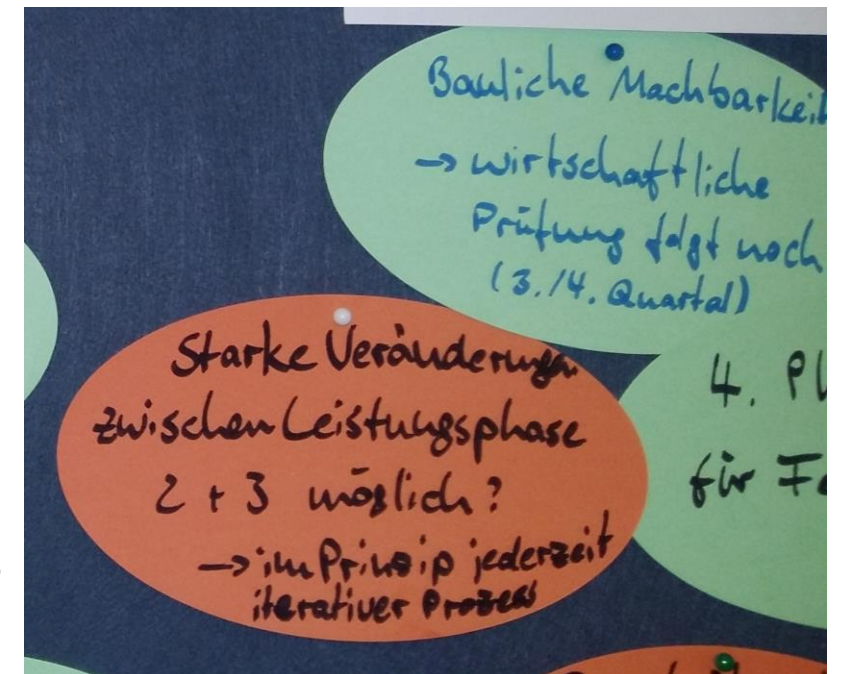 Bauliche Machbarkeit
→ wirtschaftliche
Prüfung folgt noch
(3./4. Quartal)
Starke Veränderungen
zwischen Leistungsphase
2 + 3 möglich?
→ im Prinzip jederzeit
iterativer Prozess
4. Pl
für